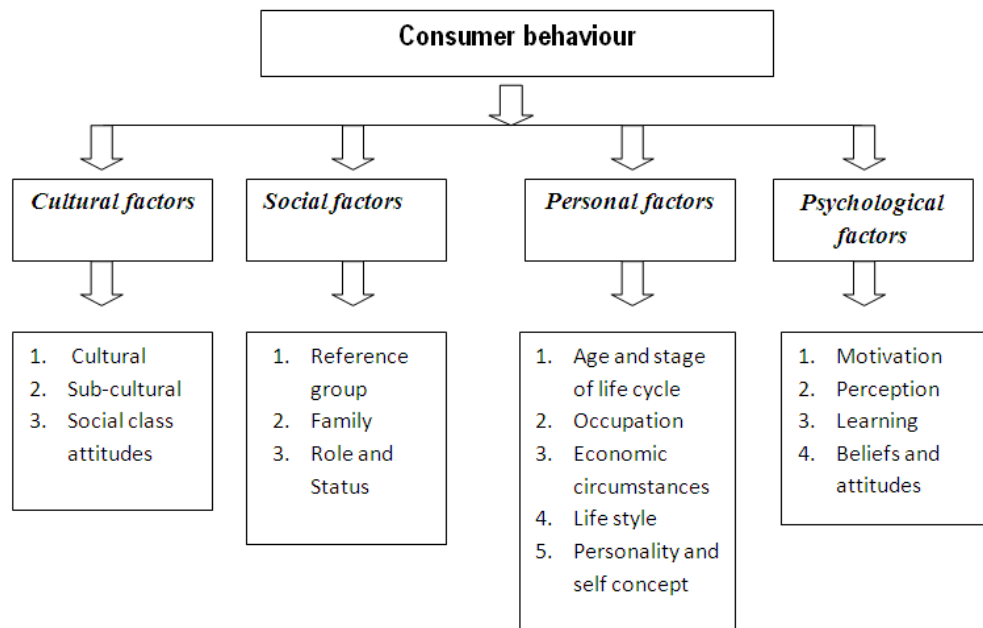 Consumer behaviour
Cultural factors
Social factors
Personal factors
Psychological
factors
1. Cultural
2. Sub-cultural
3. Social class
attitudes
1. Reference
group
2. Family
3. Role and
Status
1. Age and stage
of life cycle
2. Occupation
3. Economic
circumstances
4. Life style
5. Personality and
self concept
1. Motivation
2. Perception
3. Learning
4. Beliefs and
attitudes